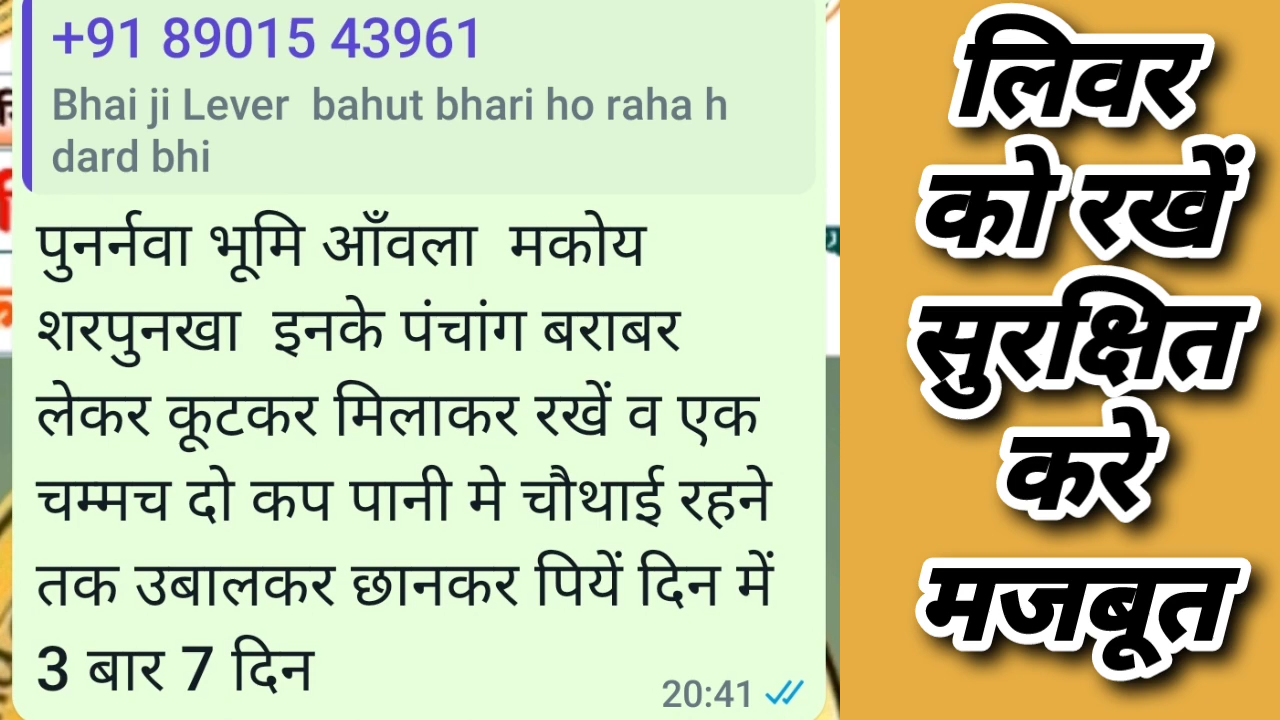 +91 89015 43961
Bhai ji Lever bahut bhari ho raha h
dard bhi
पुनर्नवा भूमि आँवला मकोय
शरपुनखा इनके पंचांग बराबर
लेकर कूटकर मिलाकर रखें व एक
चम्मच दो कप पानी मे चौथाई रहने
तक उबालकर छानकर पियें दिन में
3 बार 7 दिन
20:41
लिवर
को रखें
सुरक्षित
करे
मजबूत